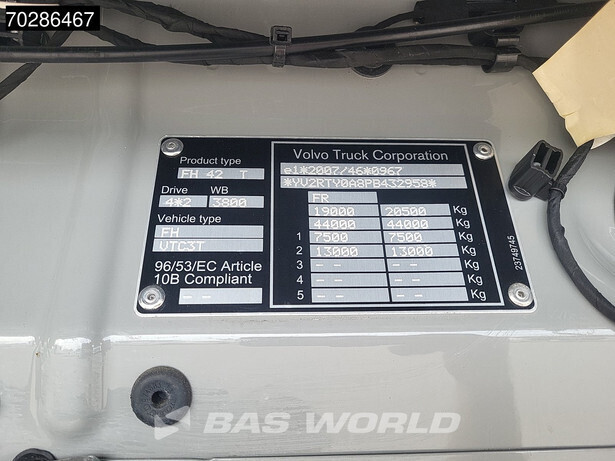 70286467
Product type
FH 42 T
Drive WB
4*2 3800
Vehicle type
FH
VTC3T
96/53/EC Article
10B Compliant
-- --
Volvo Truck Corporation
e1*2007/46*0967
*YV2RTY0A8PB432958*
FR
19000 20500 Kg
44000 44000 Kg
1 7500 7500 Kg
2 13000 13000 Kg
3 -- -- Kg
4 -- -- Kg
5 -- -- Kg
23749745
BAS WORLD